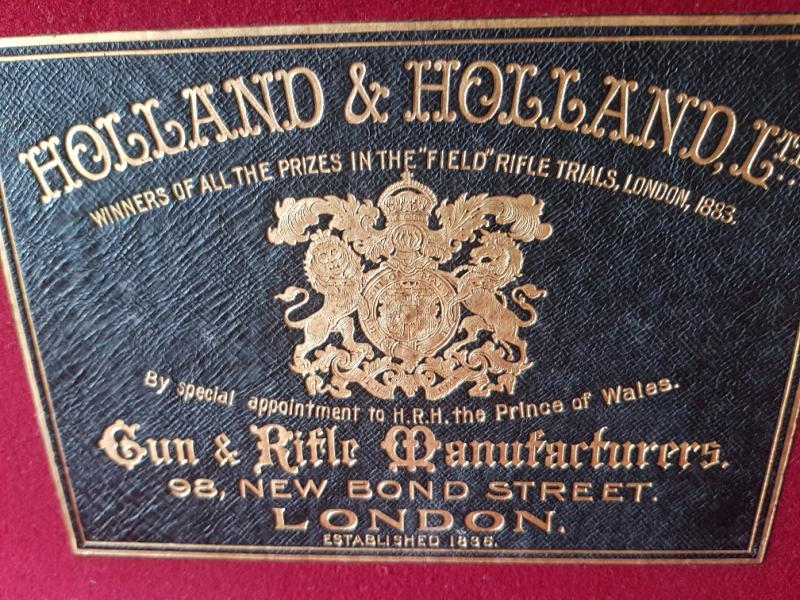 HOLLAND & HOLLAND, LTD.
WINNERS OF ALL THE PRIZES IN THE "FIELD" RIFLE TRIALS, LONDON, 1883.
By special appointment to H.R.H. the Prince of Wales.
Gun & Rifle Manufacturers.
98, NEW BOND STREET.
LONDON.
ESTABLISHED 1835.